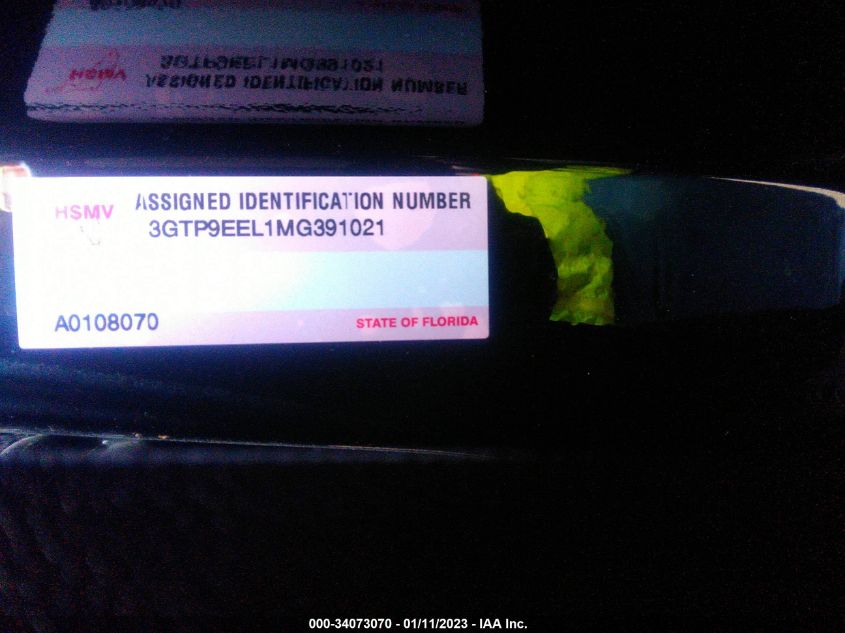 HSMV ASSIGNED IDENTIFICATION NUMBER
3GTP9EEL1MG391021
A0108070 STATE OF FLORIDA
000-34073070 - 01/11/2023 - IAA Inc.